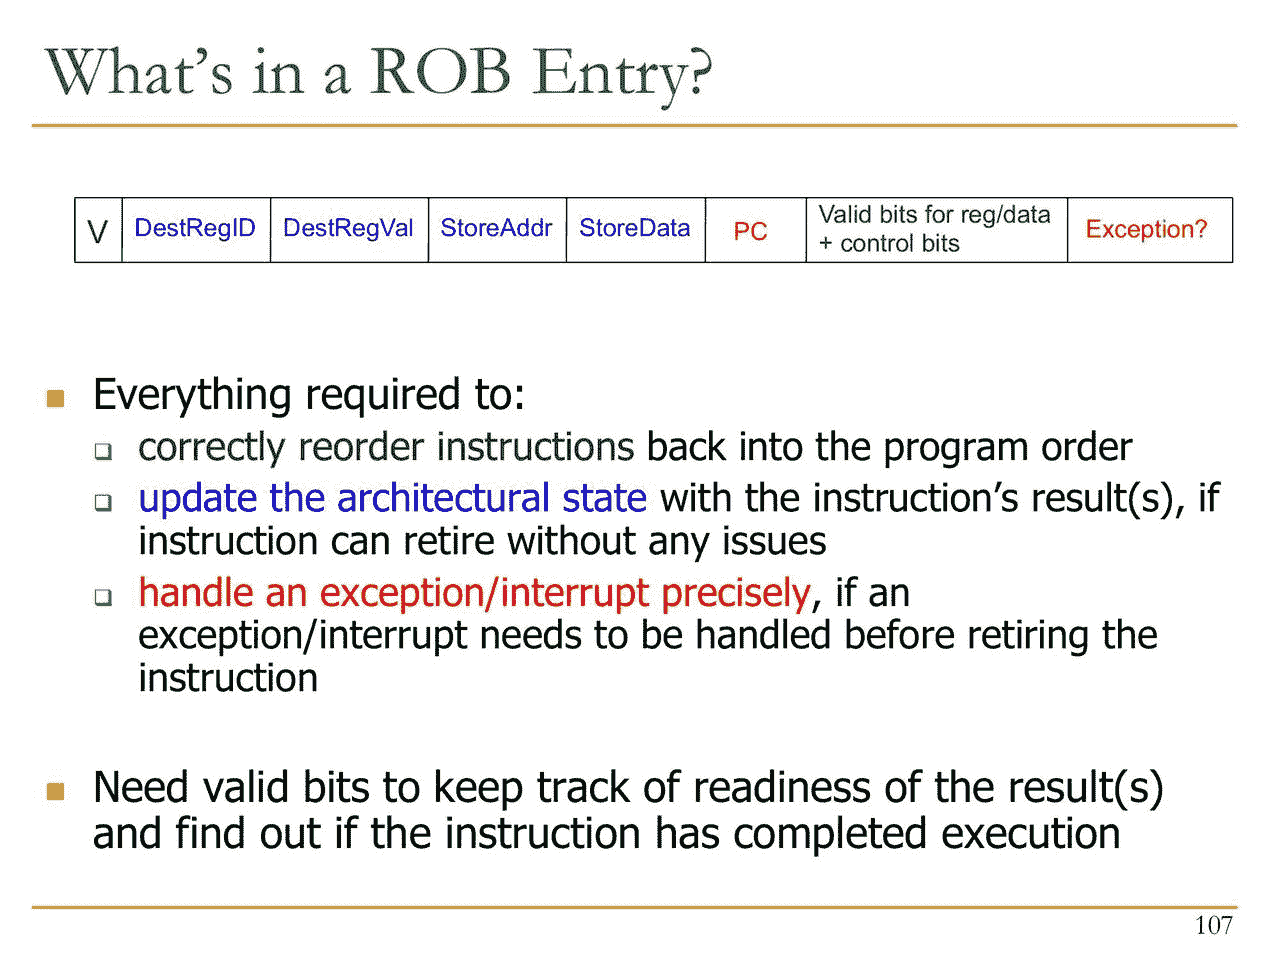 What’s in a ROB Entry?
V DestRegID DestRegVal StoreAddr StoreData PC Valid bits for reg/data + control bits Exception?
Everything required to:
correctly reorder instructions back into the program order
update the architectural state with the instruction’s result(s), if
instruction can retire without any issues
handle an exception/interrupt precisely, if an
exception/interrupt needs to be handled before retiring the
instruction
Need valid bits to keep track of readiness of the result(s)
and find out if the instruction has completed execution
107